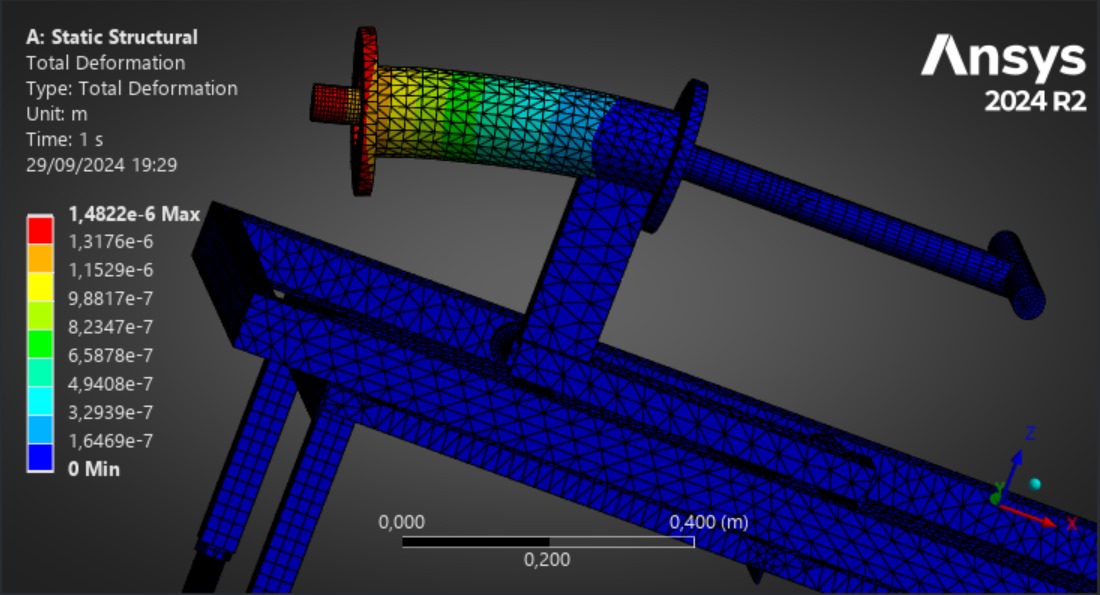 A: Static Structural
Total Deformation
Type: Total Deformation
Unit: m
Time: 1 s
29/09/2024 19:29
Ansys
2024 R2
1,4822e-6 Max
1,3176e-6
1,1529e-6
9,8817e-7
8,2347e-7
6,5878e-7
4,9408e-7
3,2939e-7
1,6469e-7
0 Min
0,000
0,400 (m)
0,200
Z
Y
X